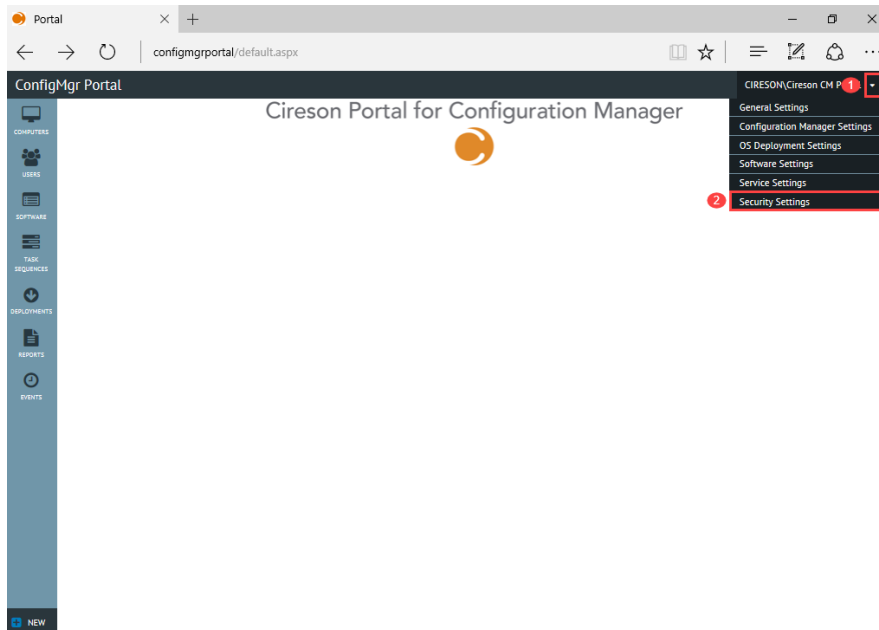 Portal
configmgrportal/default.aspx
ConfigMgr Portal
CIRESON\Cireson CM P
1
Cireson Portal for Configuration Manager
General Settings
Configuration Manager Settings
OS Deployment Settings
Software Settings
Service Settings
2
Security Settings
COMPUTERS
USERS
SOFTWARE
TASK
SEQUENCES
DEPLOYMENTS
REPORTS
EVENTS
NEW